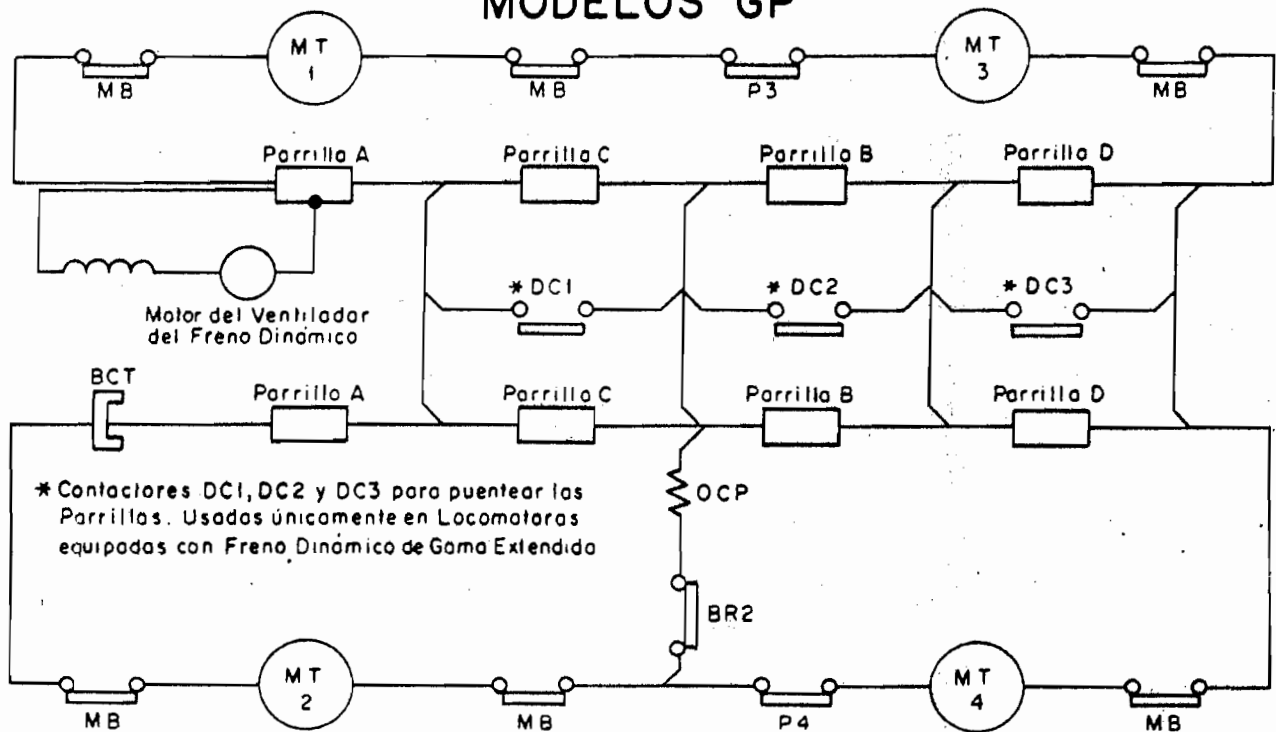 MODELOS GP
MT 1
MT 3
MB
MB
P3
MB
Parrilla A
Parrilla C
Parrilla B
Parrilla D
* DC1
* DC2
* DC3
Motor del Ventilador
del Freno Dinámico
BCT
Parrilla A
Parrilla C
Parrilla B
Parrilla D
* Contactores DC1, DC2 y DC3 para puentear las
Parrillas. Usadas únicamente en Locomotoras
equipadas con Freno Dinámico de Gama Extendida
OCP
BR2
MT 2
MT 4
MB
MB
P4
MB